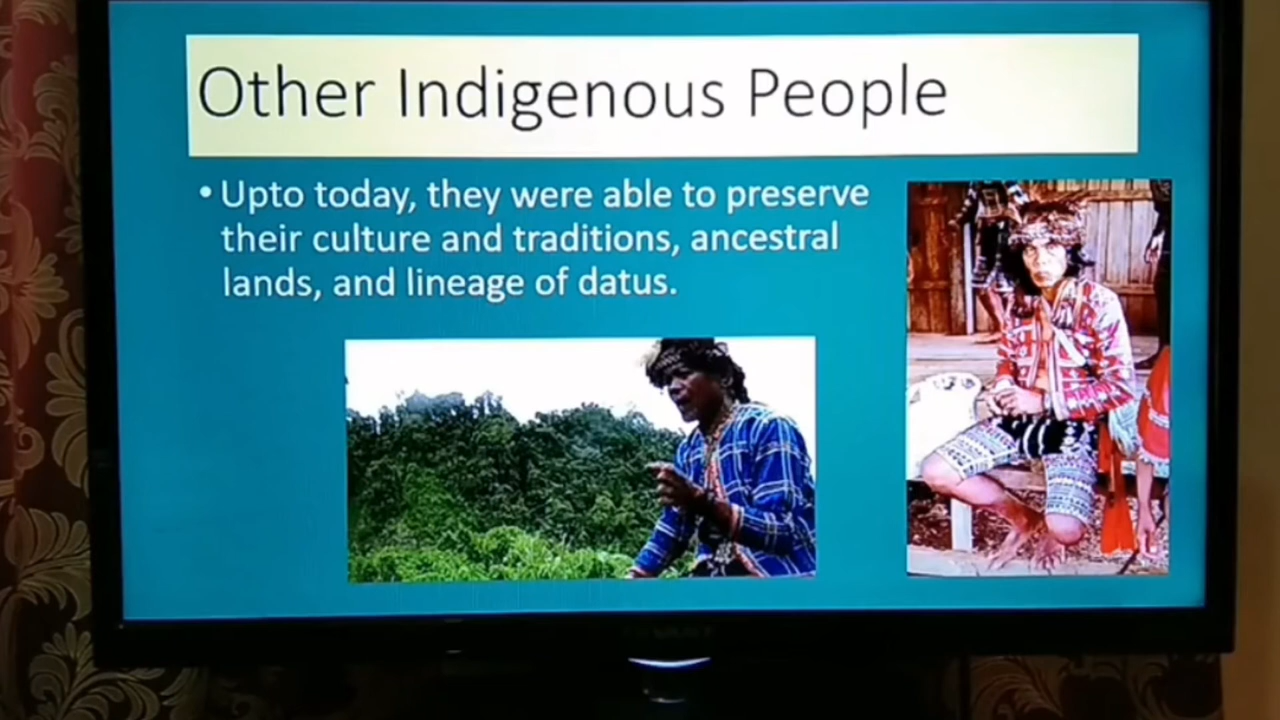 Other Indigenous People
• Upto today, they were able to preserve
their culture and traditions, ancestral
lands, and lineage of datus.